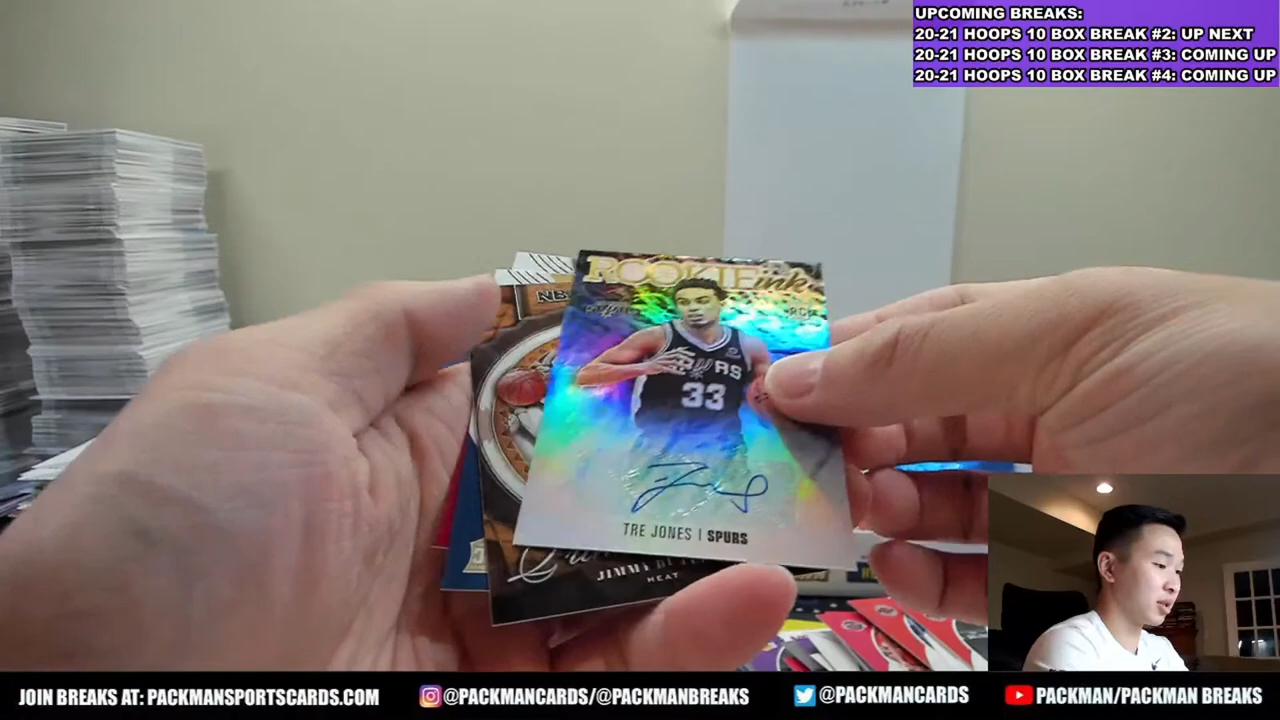 UPCOMING BREAKS:
20-21 HOOPS 10 BOX BREAK #2: UP NEXT
20-21 HOOPS 10 BOX BREAK #3: COMING UP
20-21 HOOPS 10 BOX BREAK #4: COMING UP
ROOKIE ink
NB
33
TRE JONES | SPURS
JIMMY
HEAT
JOIN BREAKS AT: PACKMANSPORTSCARDS.COM
@PACKMANCARDS/@PACKMANBREAKS
@PACKMANCARDS
PACKMAN/PACKMAN BREAKS